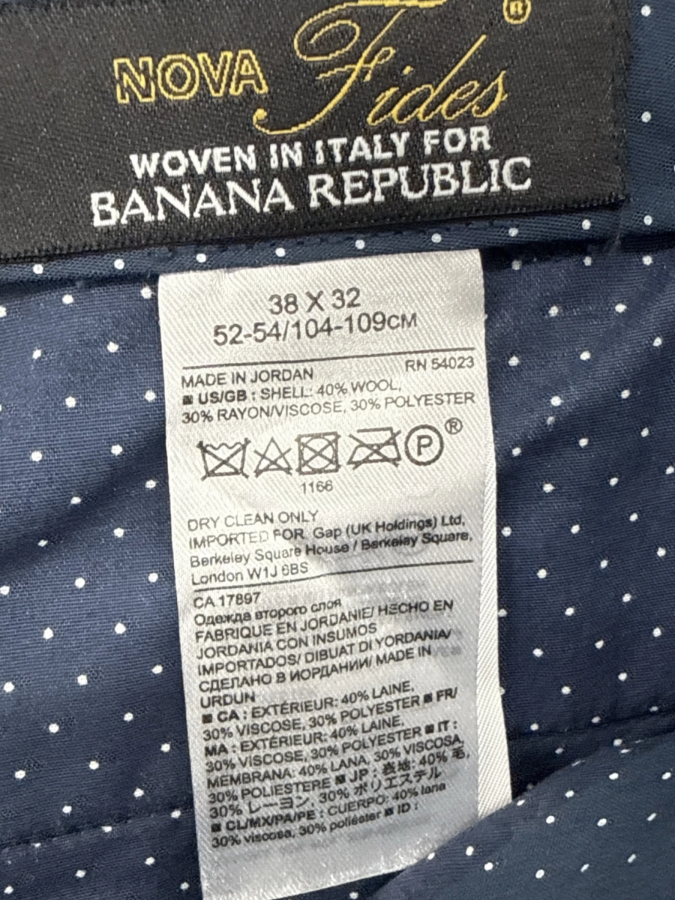 NOVA Fides®
WOVEN IN ITALY FOR
BANANA REPUBLIC
38 X 32
52-54/104-109CM
MADE IN JORDAN RN 54023
■ US/GB : SHELL: 40% WOOL,
30% RAYON/VISCOSE, 30% POLYESTER
P®
1166
DRY CLEAN ONLY
IMPORTED FOR Gap (UK Holdings) Ltd,
Berkeley Square House / Berkeley Square,
London W1J 6BS
CA 17897
Одежда второго слоя
FABRIQUE EN JORDANIE/ HECHO EN
JORDANIA CON INSUMOS
IMPORTADOS/ DIBUAT DI YORDANIA/
СДЕЛАНО В ИОРДАНИИ/ MADE IN
URDUN
■ CA : EXTÉRIEUR: 40% LAINE,
30% VISCOSE, 30% POLYESTER ■ FR/
MA : EXTÉRIEUR: 40% LAINE,
30% VISCOSE, 30% POLYESTER ■ IT :
MEMBRANA: 40% LANA, 30% VISCOSA,
30% POLIESTERE ■ JP : 表地: 40% 毛,
30% レーヨン, 30% ポリエステル
■ CL/MX/PA/PE : CUERPO: 40% lana
30% viscosa, 30% poliéster ■ ID :